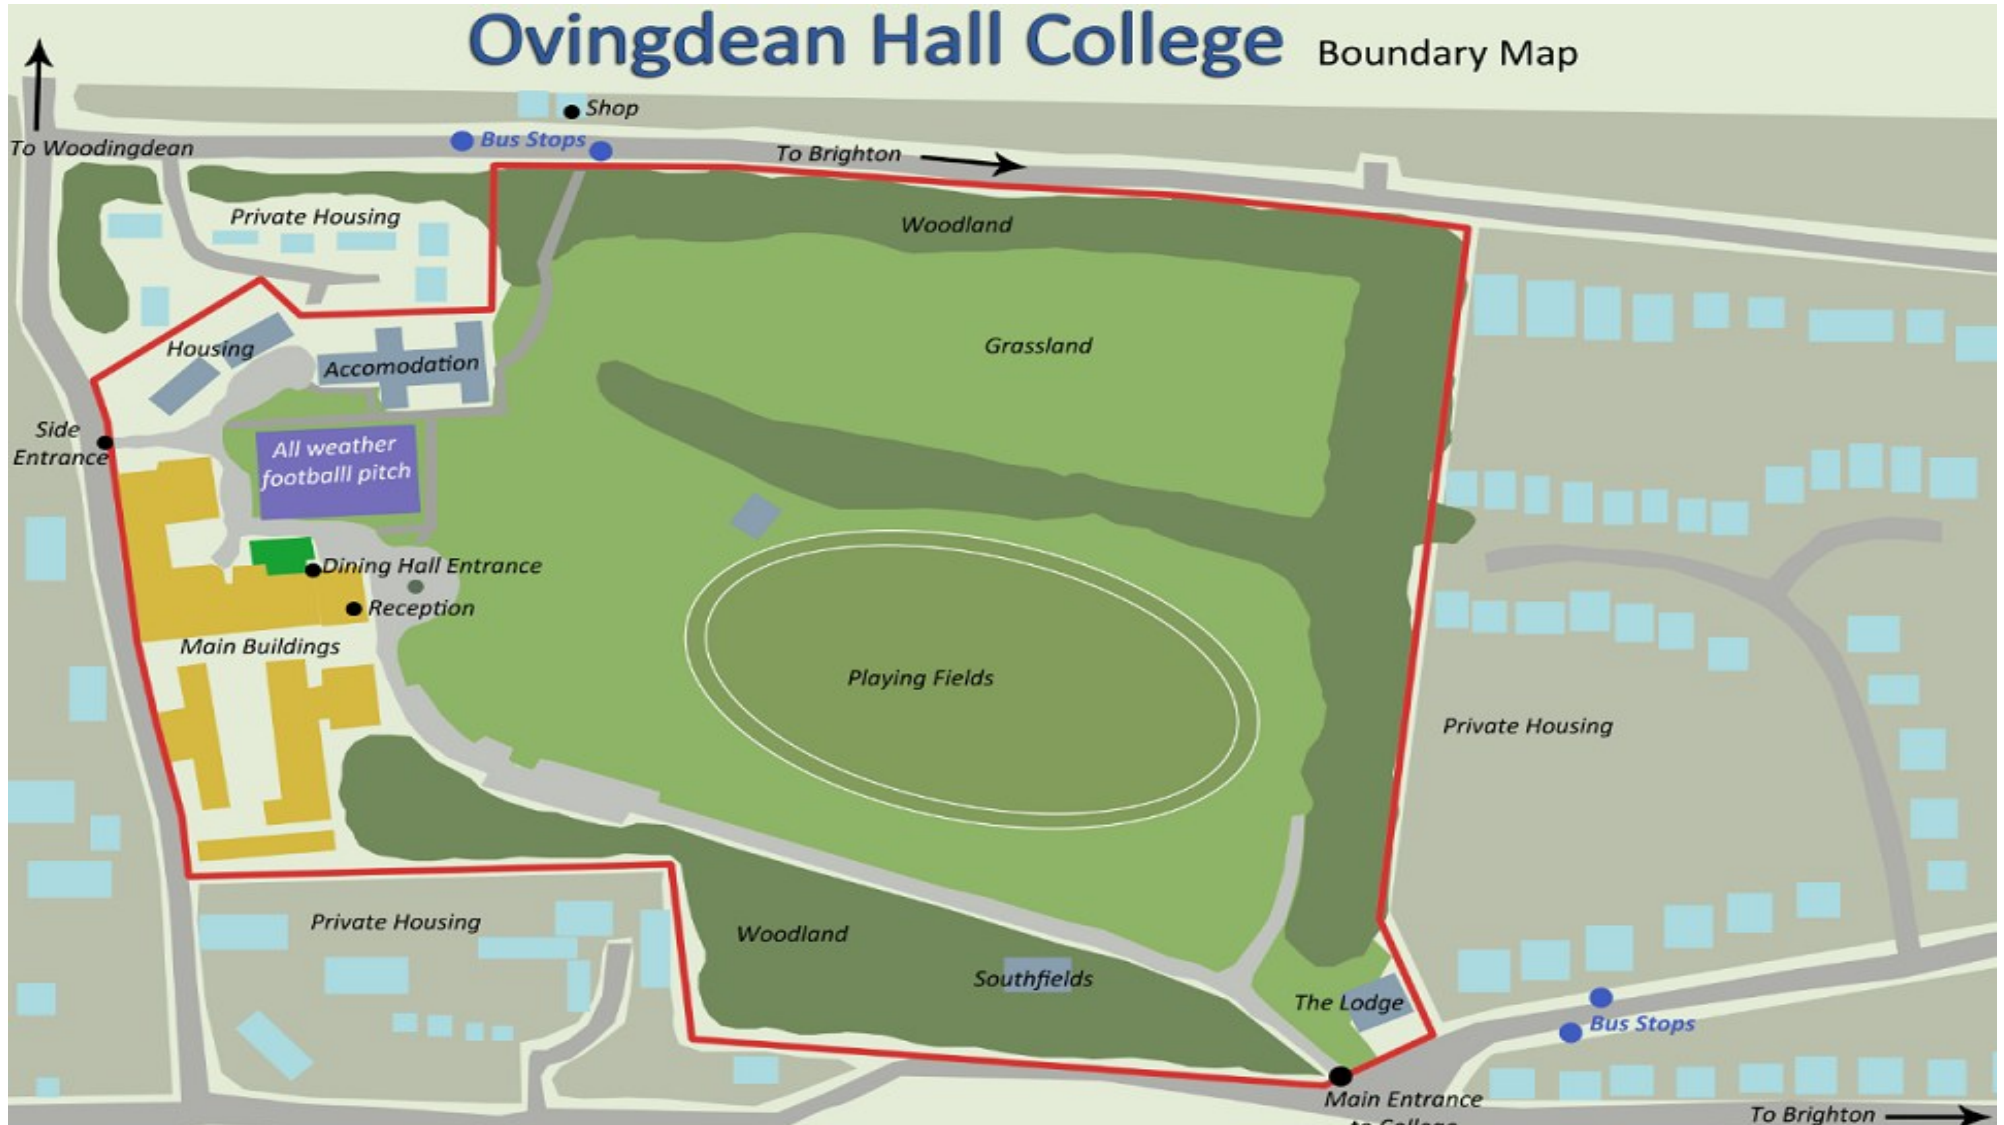 Ovingdean Hall College Boundary Map
Shop
Bus Stops
To Woodingdean
To Brighton
Private Housing
Woodland
Housing
Accomodation
Grassland
Side
Entrance
All weather
footballl pitch
Dining Hall Entrance
Reception
Main Buildings
Playing Fields
Private Housing
Private Housing
Woodland
Southfields
The Lodge
Bus Stops
Main Entrance
to College
To Brighton